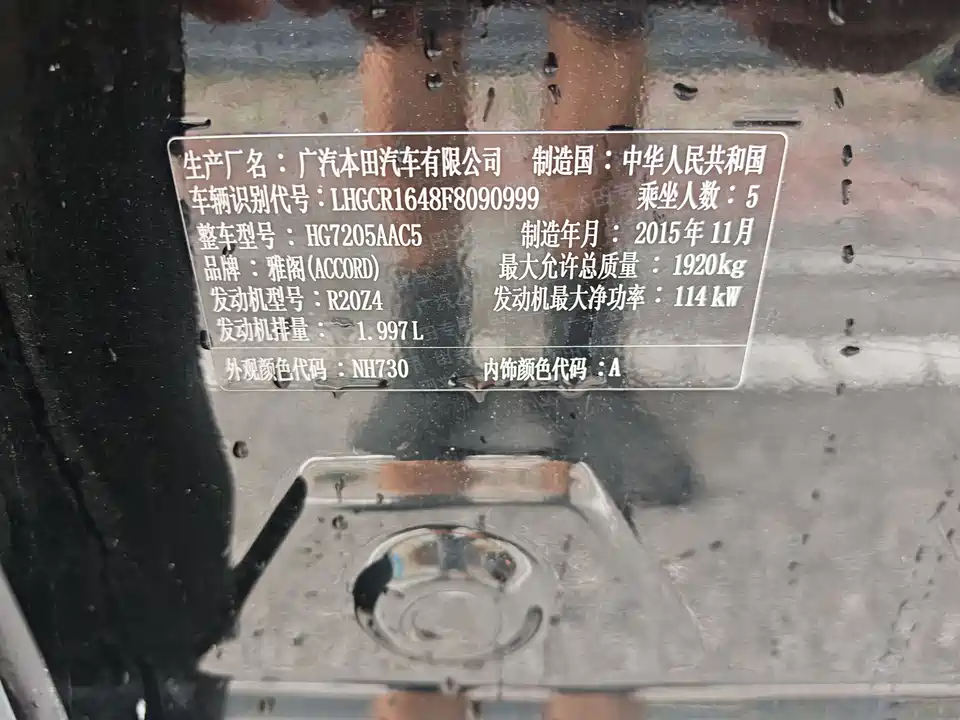 生产厂名：广汽本田汽车有限公司 制造国：中华人民共和国
车辆识别代号：LHGCR1648F8090999 乘坐人数：5
整车型号：HG7205AAC5 制造年月：2015年11月
品牌：雅阁(ACCORD) 最大允许总质量：1920kg
发动机型号：R20Z4 发动机最大净功率：114kW
发动机排量：1.997L
外观颜色代码：NH730 内饰颜色代码：A